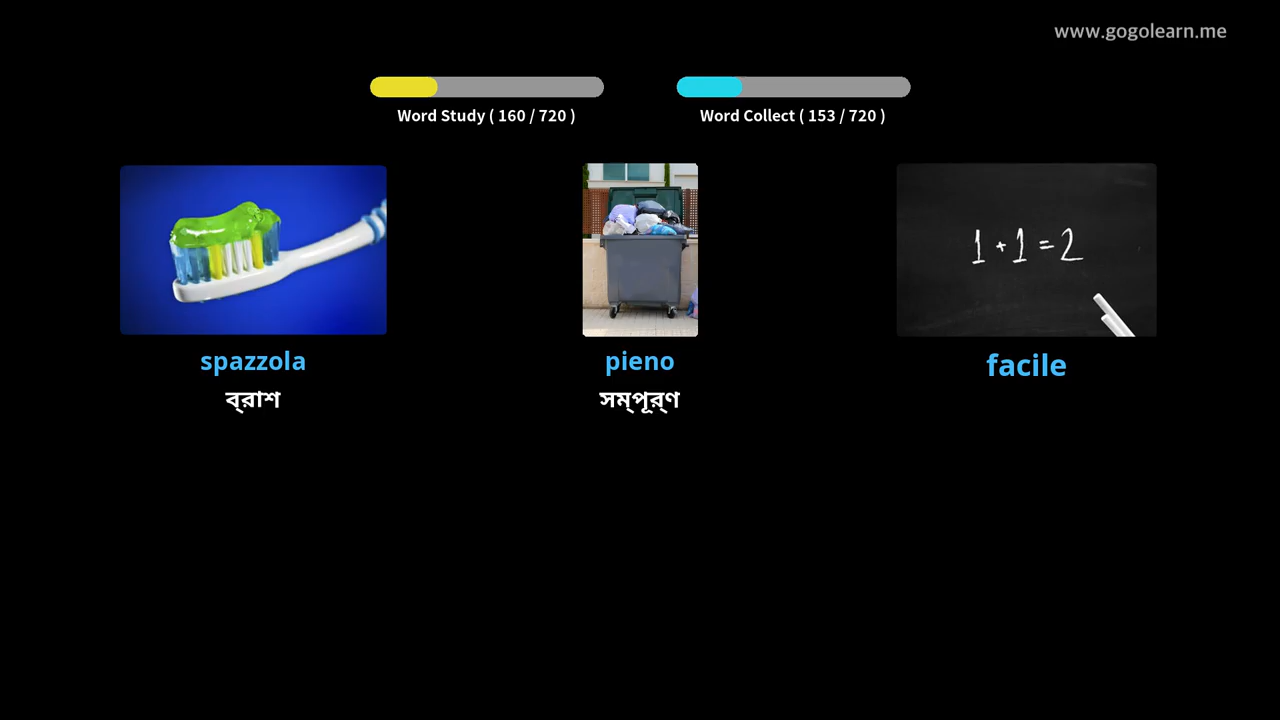 www.gogolearn.me
Word Study ( 160 / 720 )
Word Collect ( 153 / 720 )
1 + 1 = 2
spazzola
pieno
facile
ব্রাশ
সম্পূর্ণ